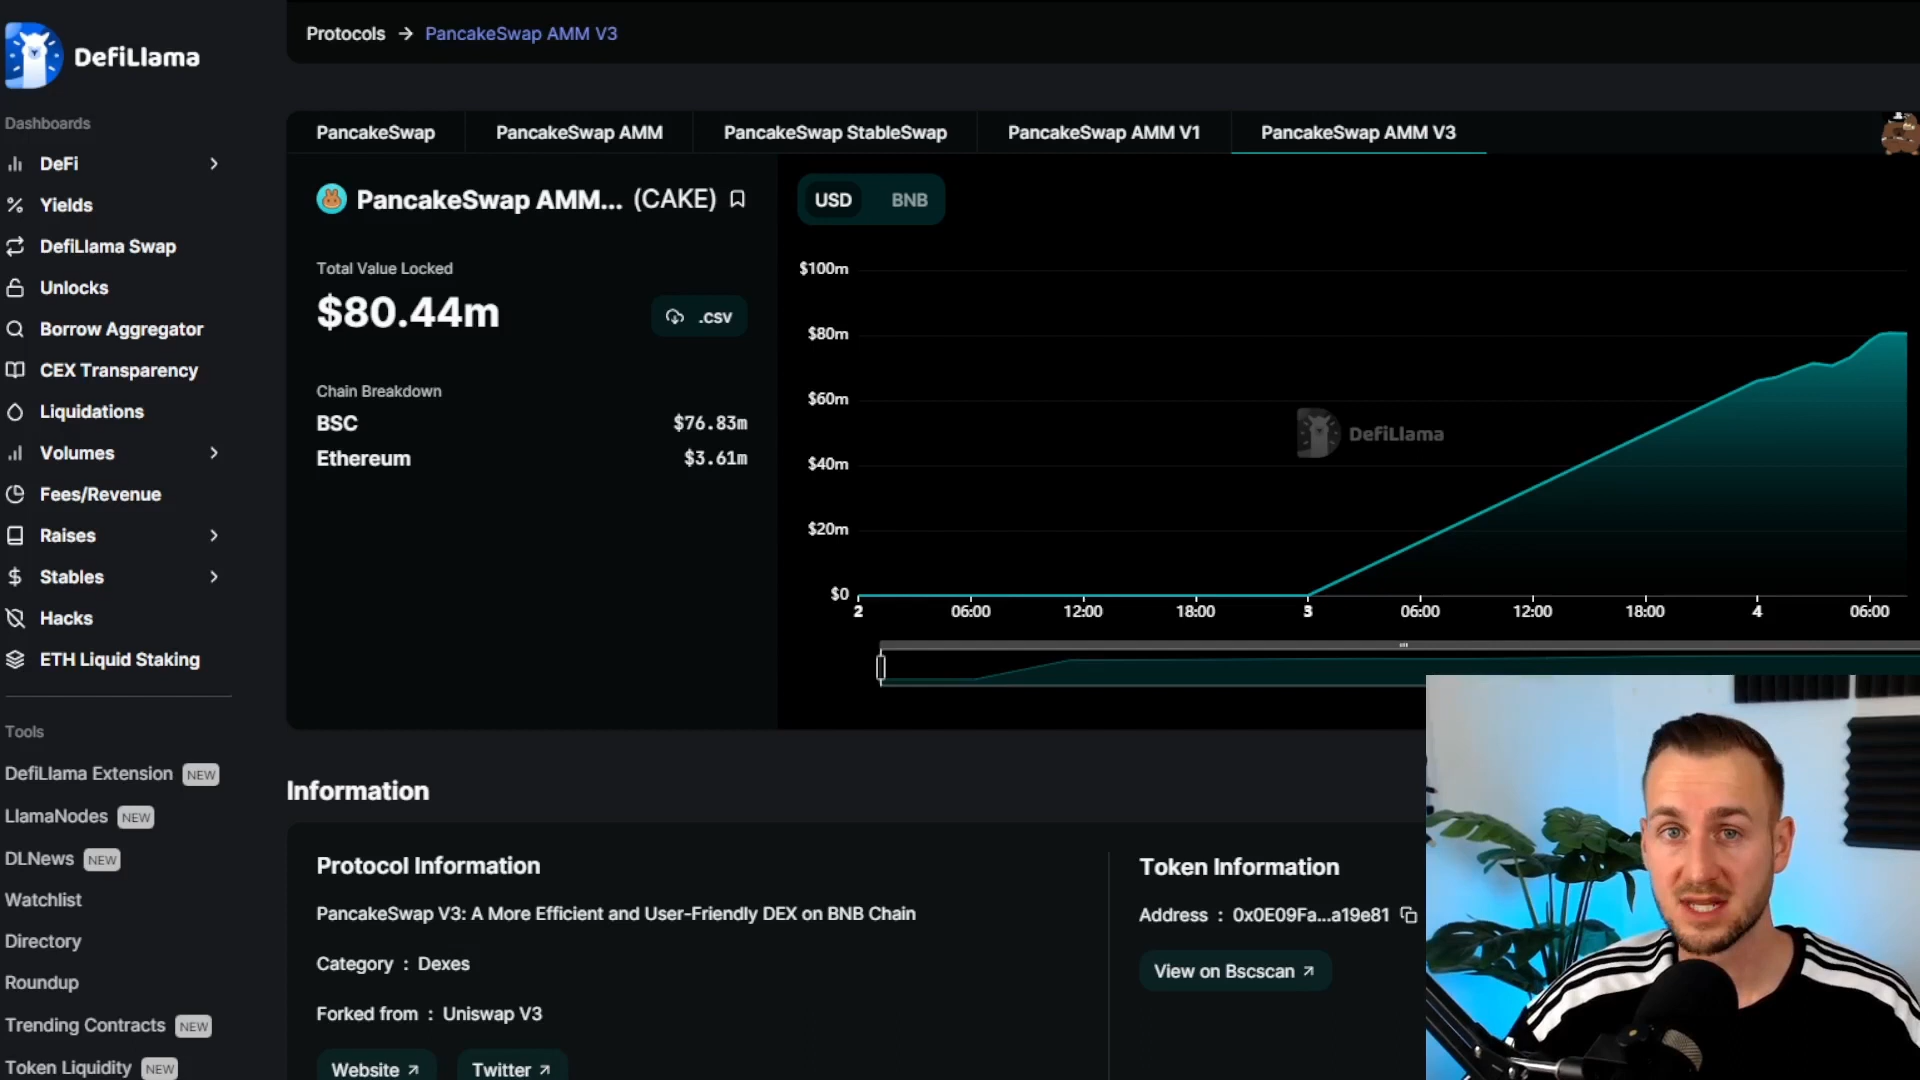 DefiLlama
Dashboards
DeFi
Yields
DefiLlama Swap
Unlocks
Borrow Aggregator
CEX Transparency
Liquidations
Volumes
Fees/Revenue
Raises
Stables
Hacks
ETH Liquid Staking
Tools
DefiLlama Extension NEW
LlamaNodes NEW
DLNews NEW
Watchlist
Directory
Roundup
Trending Contracts NEW
Token Liquidity NEW
Protocols → PancakeSwap AMM V3
PancakeSwap PancakeSwap AMM PancakeSwap StableSwap PancakeSwap AMM V1 PancakeSwap AMM V3
PancakeSwap AMM... (CAKE)
Total Value Locked
$80.44m
.csv
Chain Breakdown
BSC $76.83m
Ethereum $3.61m
USD BNB
$100m
$80m
$60m
$40m
$20m
$0
DefiLlama
2 06:00 12:00 18:00 3 06:00 12:00 18:00 4 06:00
Information
Protocol Information
PancakeSwap V3: A More Efficient and User-Friendly DEX on BNB Chain
Category : Dexes
Forked from : Uniswap V3
Website ↗ Twitter ↗
Token Information
Address : 0x0E09Fa...a19e81
View on Bscscan ↗